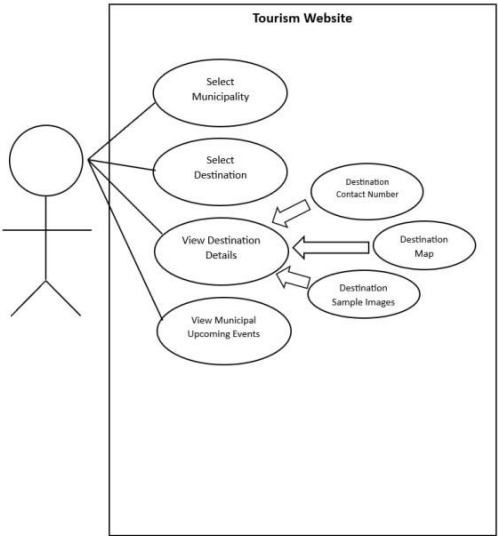 Tourism Website
Select
Municipality
Select
Destination
Destination
Contact Number
View Destination
Details
Destination
Map
Destination
Sample Images
View Municipal
Upcoming Events